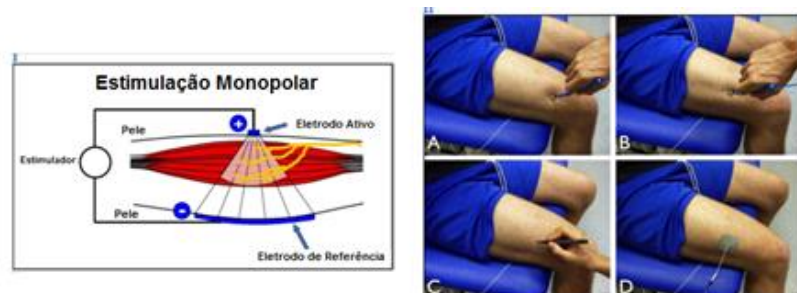 Estimulação Monopolar
Eletrodo Ativo
Pele
Estimulador
Pele
Eletrodo de Referência
A
B
C
D